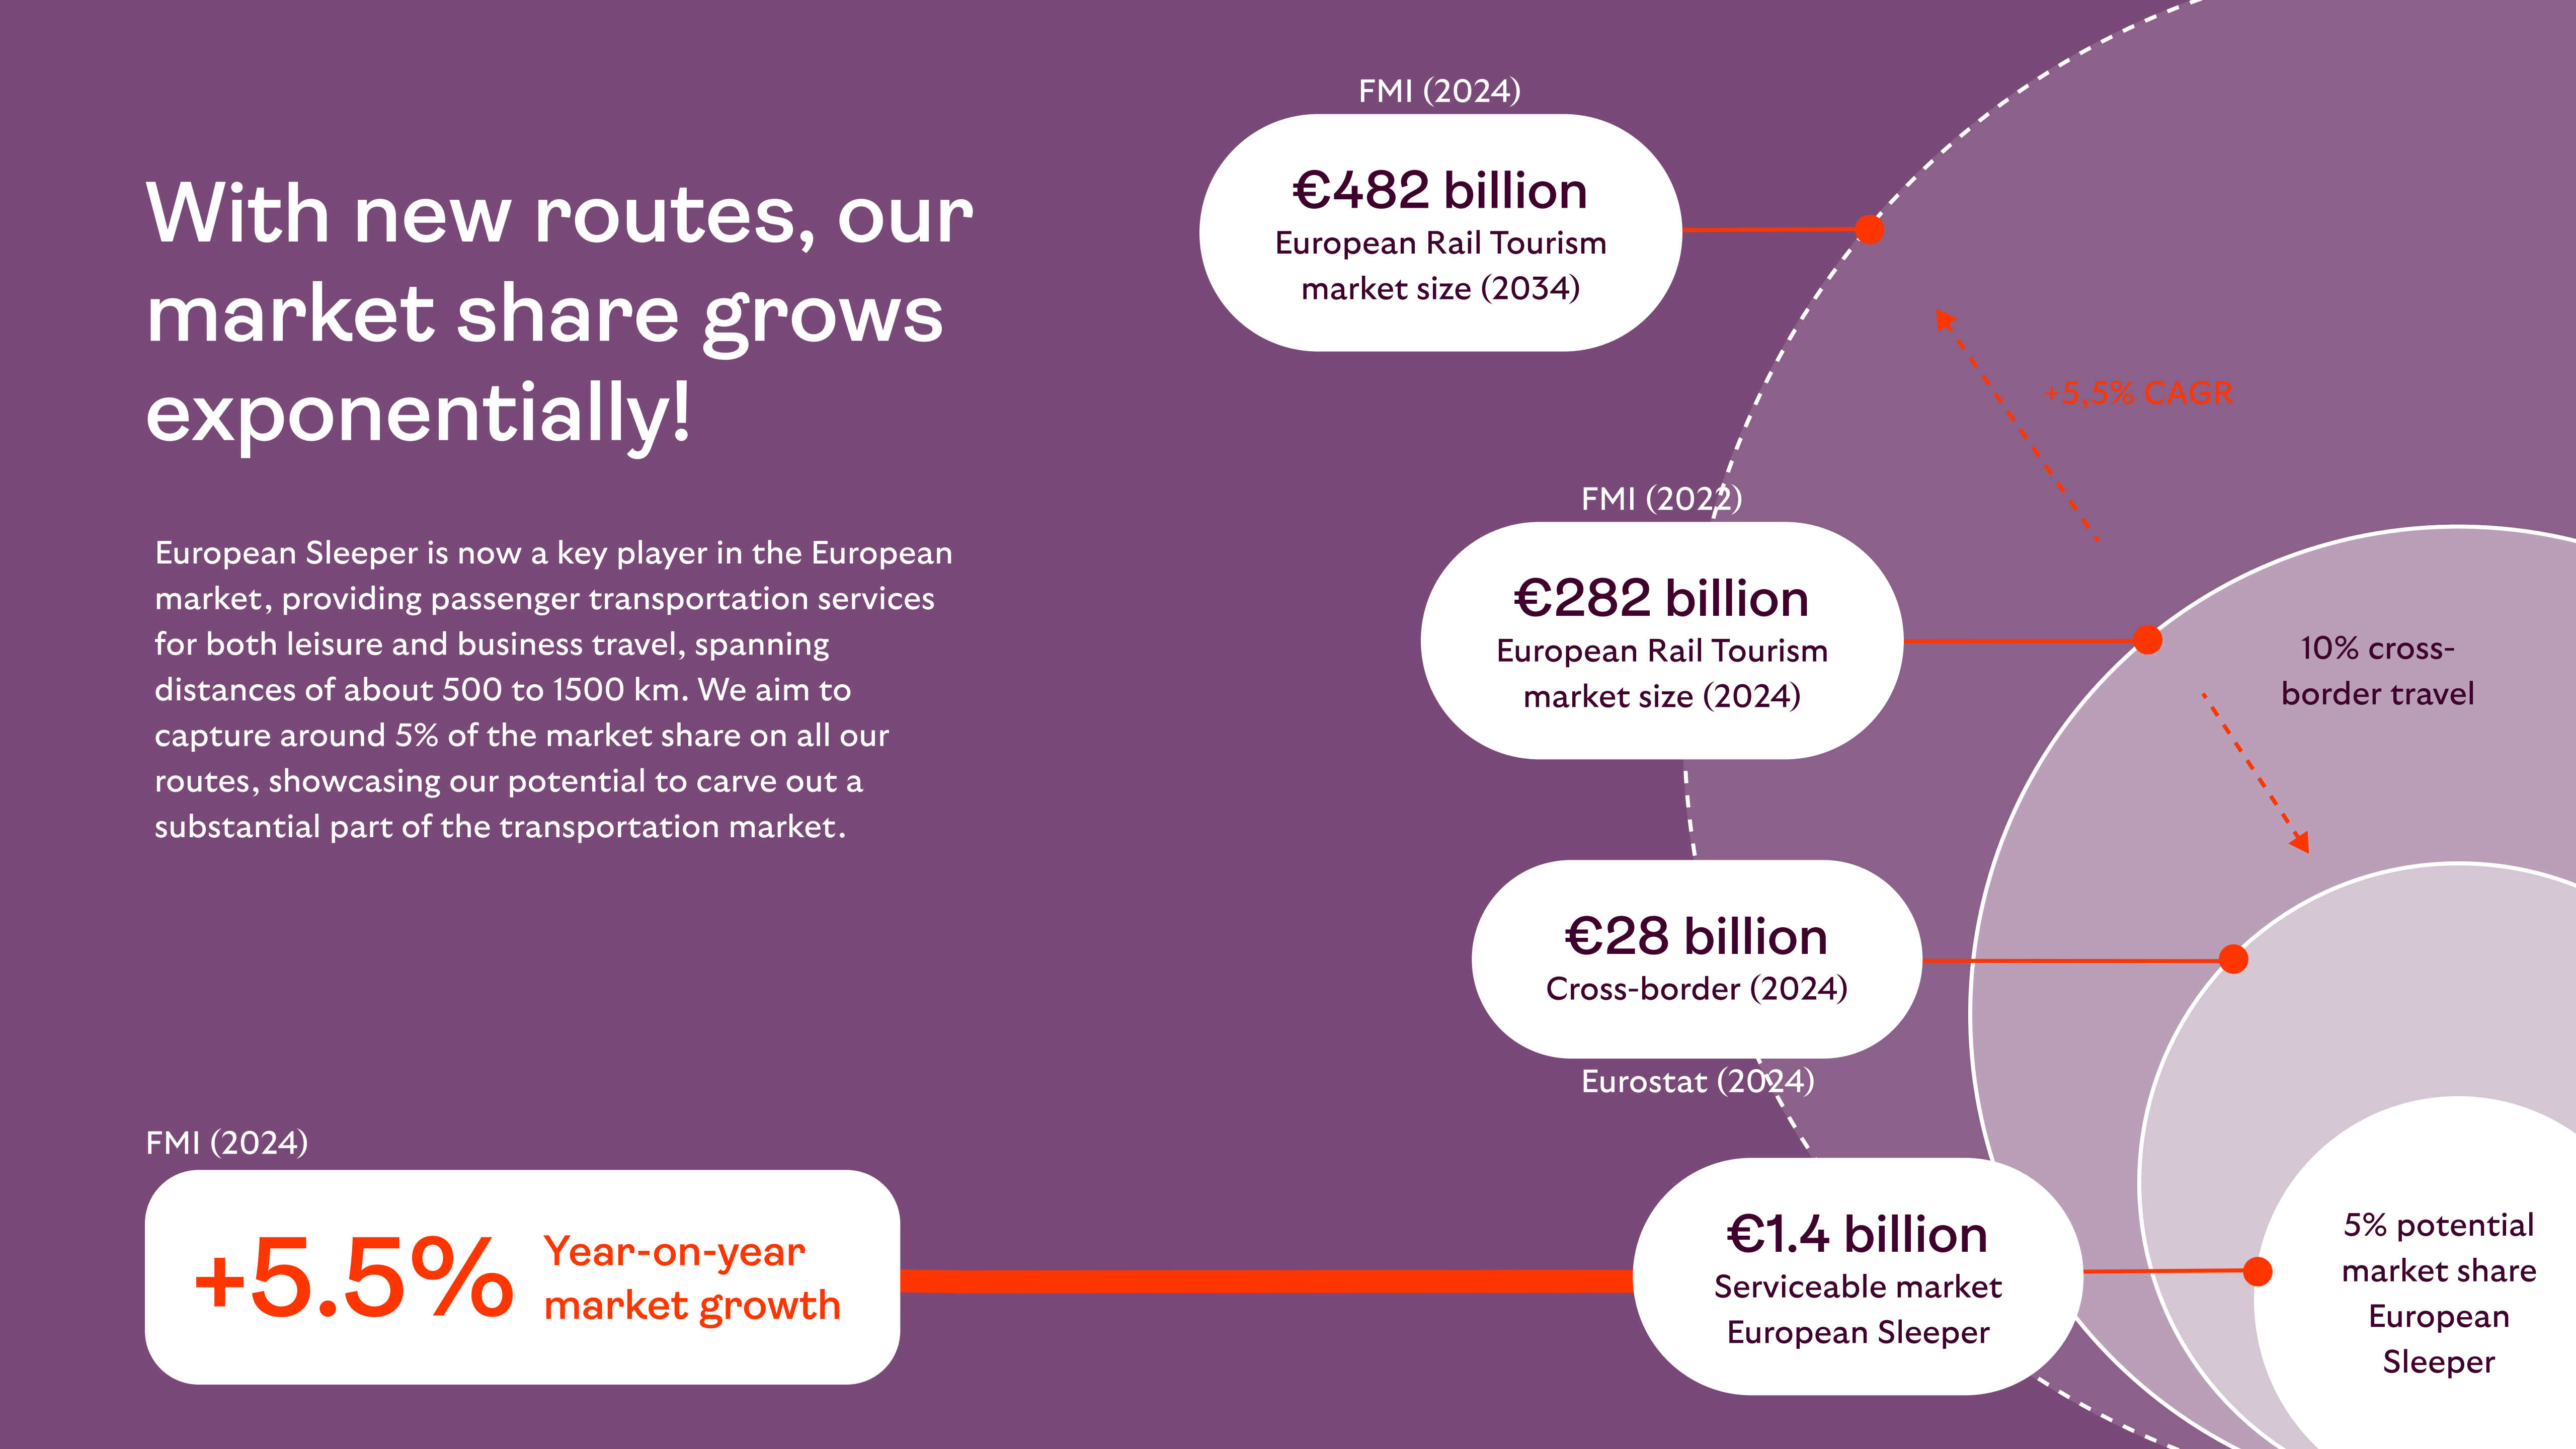 With new routes, our
market share grows
exponentially!
European Sleeper is now a key player in the European
market, providing passenger transportation services
for both leisure and business travel, spanning
distances of about 500 to 1500 km. We aim to
capture around 5% of the market share on all our
routes, showcasing our potential to carve out a
substantial part of the transportation market.
FMI (2024)
+5.5%
Year-on-year
market growth
FMI (2024)
€482 billion
European Rail Tourism
market size (2034)
+5,5% CAGR
FMI (2022)
€282 billion
European Rail Tourism
market size (2024)
10% cross-
border travel
€28 billion
Cross-border (2024)
Eurostat (2024)
€1.4 billion
Serviceable market
European Sleeper
5% potential
market share
European
Sleeper